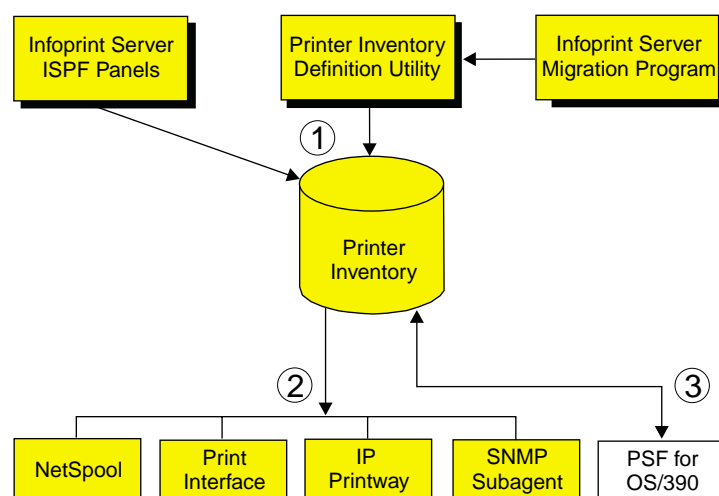 Infoprint Server
ISPF Panels
Printer Inventory
Definition Utility
Infoprint Server
Migration Program
1
Printer
Inventory
2
3
NetSpool
Print
Interface
IP
Printway
SNMP
Subagent
PSF for
OS/390